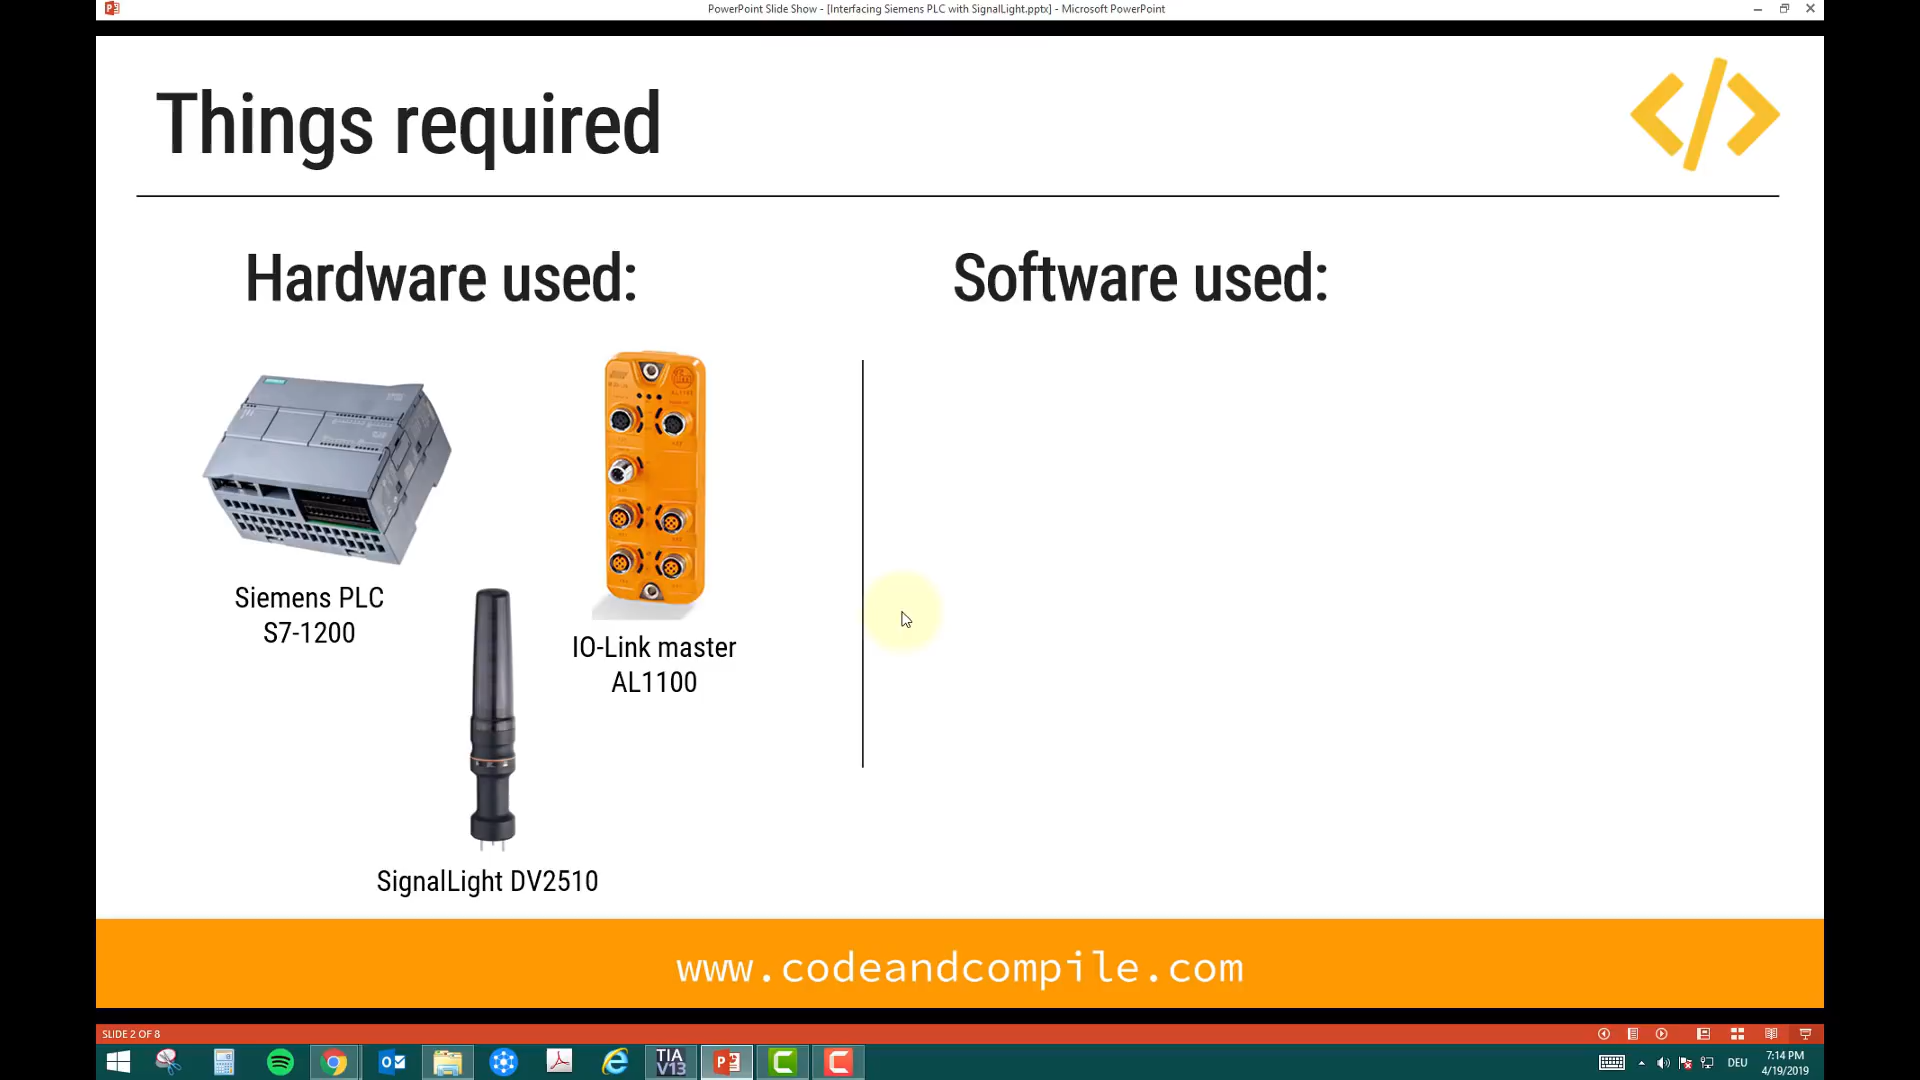 PowerPoint Slide Show - [Interfacing Siemens PLC with SignalLight.pptx] - Microsoft PowerPoint
Things required
Hardware used:
Software used:
Siemens PLC
S7-1200
IO-Link master
AL1100
SignalLight DV2510
www.codeandcompile.com
SLIDE 2 OF 8
TIA
V13
DEU
7:14 PM
4/19/2019